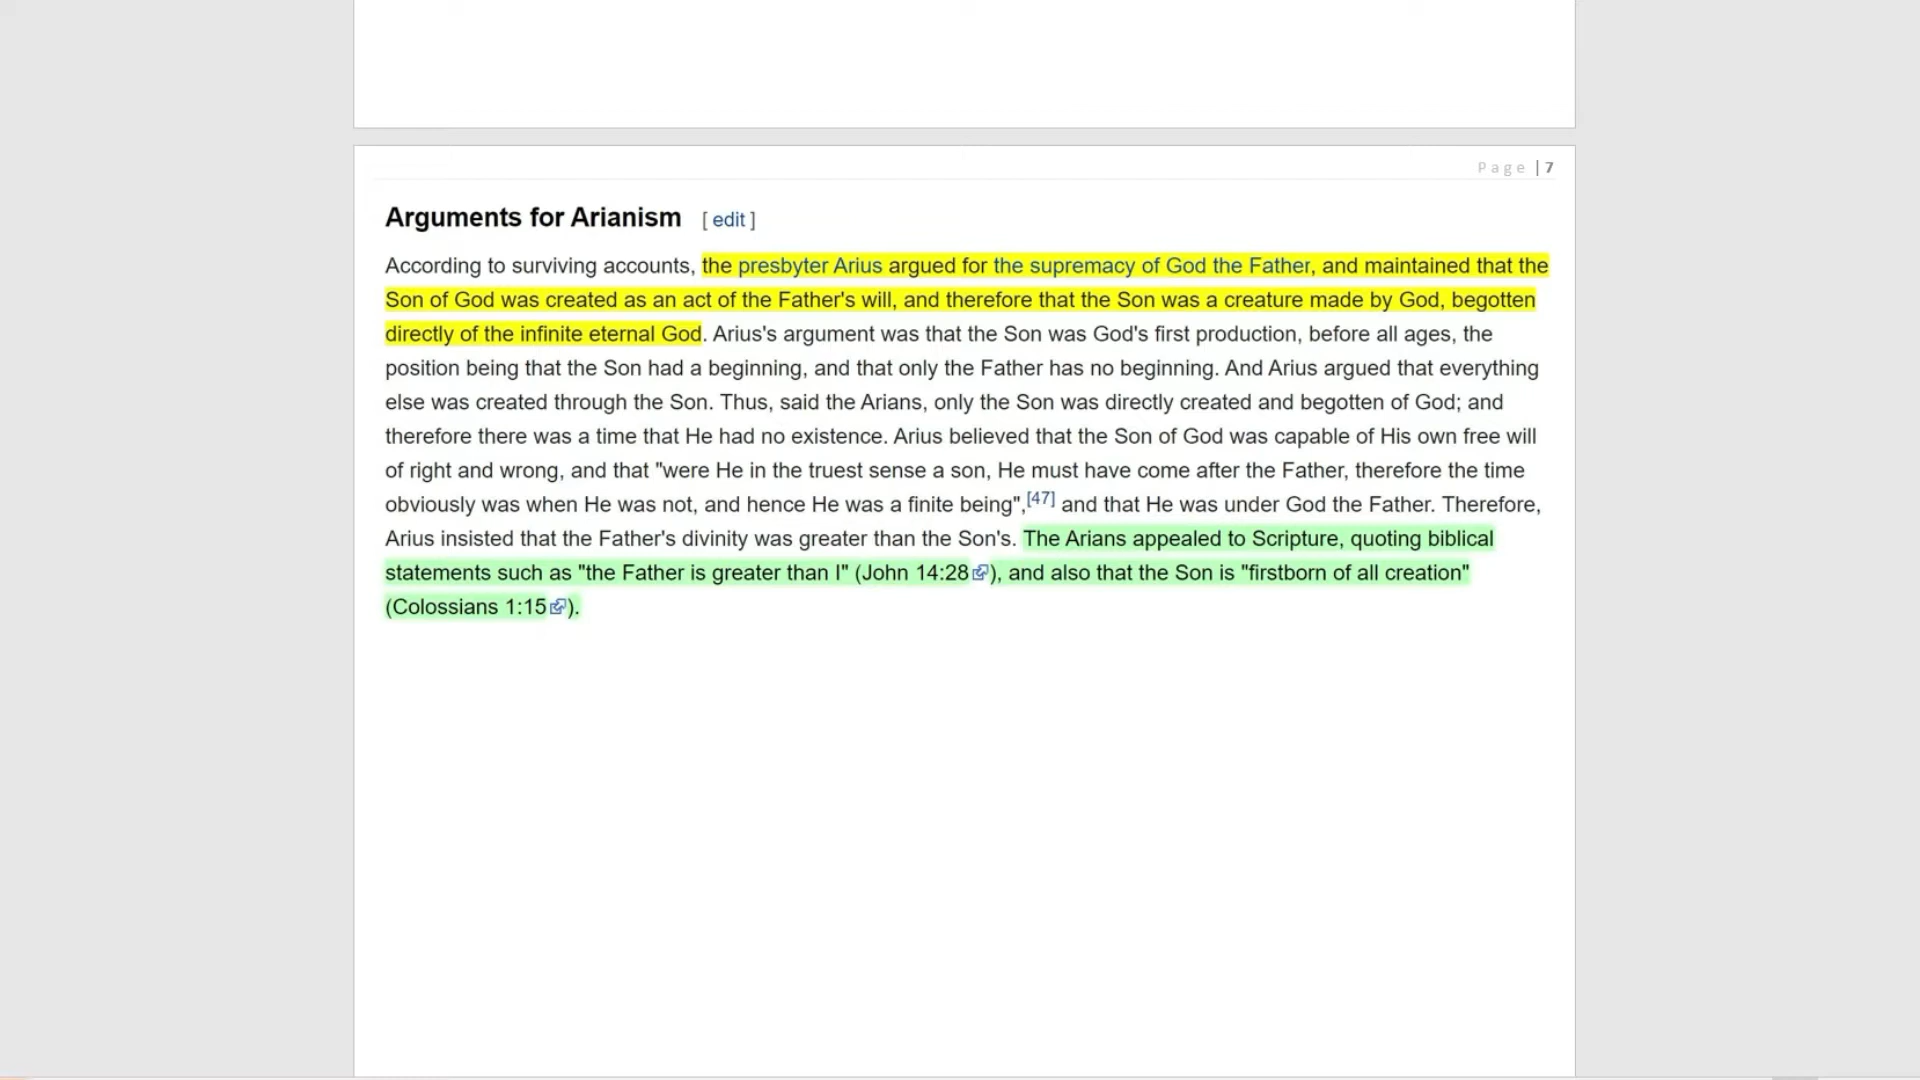 Page | 7
Arguments for Arianism [ edit ]
According to surviving accounts, the presbyter Arius argued for the supremacy of God the Father, and maintained that the
Son of God was created as an act of the Father's will, and therefore that the Son was a creature made by God, begotten
directly of the infinite eternal God. Arius's argument was that the Son was God's first production, before all ages, the
position being that the Son had a beginning, and that only the Father has no beginning. And Arius argued that everything
else was created through the Son. Thus, said the Arians, only the Son was directly created and begotten of God; and
therefore there was a time that He had no existence. Arius believed that the Son of God was capable of His own free will
of right and wrong, and that "were He in the truest sense a son, He must have come after the Father, therefore the time
obviously was when He was not, and hence He was a finite being",[47] and that He was under God the Father. Therefore,
Arius insisted that the Father's divinity was greater than the Son's. The Arians appealed to Scripture, quoting biblical
statements such as "the Father is greater than I" (John 14:28), and also that the Son is "firstborn of all creation"
(Colossians 1:15).